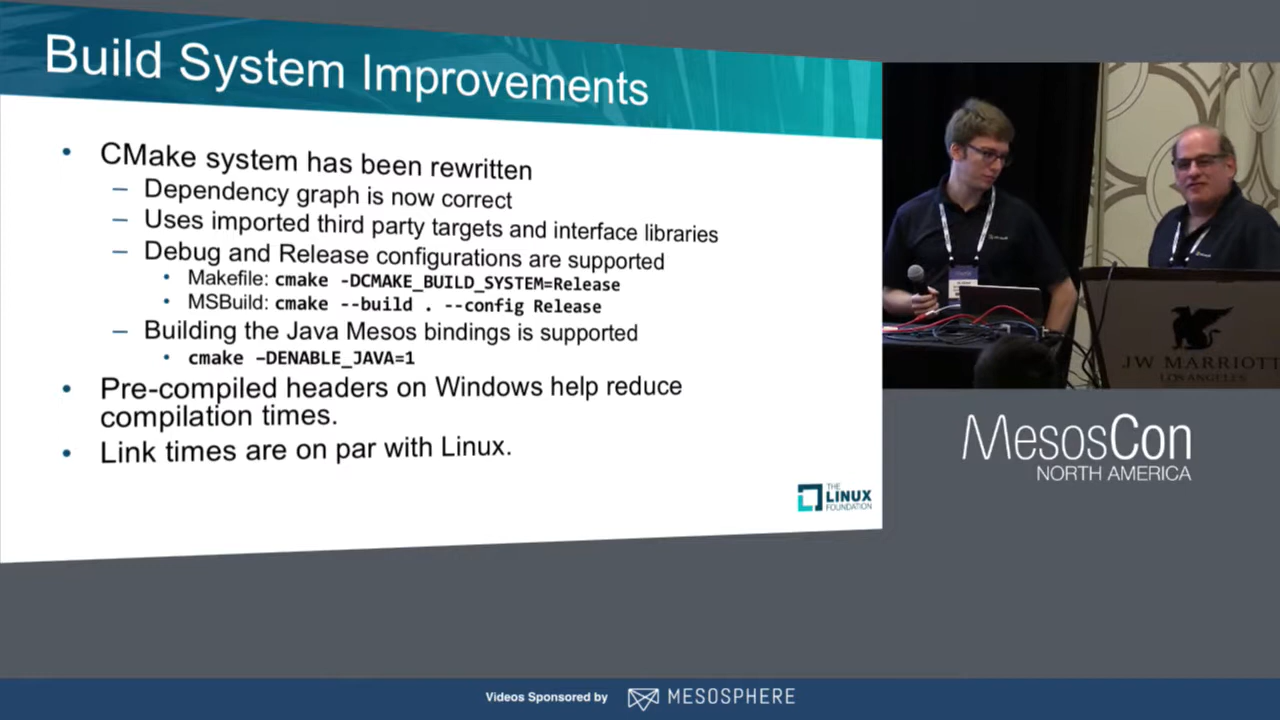 Build System Improvements
• CMake system has been rewritten
– Dependency graph is now correct
– Uses imported third party targets and interface libraries
– Debug and Release configurations are supported
• Makefile: cmake -DCMAKE_BUILD_SYSTEM=Release
• MSBuild: cmake --build . --config Release
– Building the Java Mesos bindings is supported
• cmake –DENABLE_JAVA=1
• Pre-compiled headers on Windows help reduce
compilation times.
• Link times are on par with Linux.
THE
LINUX
FOUNDATION
JW MARRIOTT
LOS ANGELES
MesosCon
NORTH AMERICA
Videos Sponsored by
MESOSPHERE